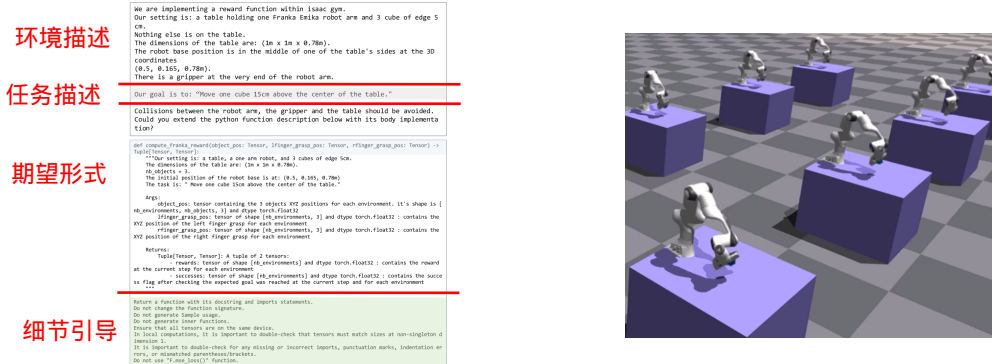 环境描述
We are implementing a reward function within isaac gym.
Our setting is: a table holding one Franka Emika robot arm and 3 cube of edge 5
cm.
Nothing else is on the table.
The dimensions of the table are: (1m x 1m x 0.78m).
The robot base position is in the middle of one of the table's sides at the 3D
coordinates
(0.5, 0.165, 0.78m).
There is a gripper at the very end of the robot arm.
任务描述
Our goal is to: "Move one cube 15cm above the center of the table."
Collisions between the robot arm, the gripper and the table should be avoided.
Could you extend the python function description below with its body implementa
tion?
期望形式
def compute_franka_reward(object_pos: Tensor, lfinger_grasp_pos: Tensor, rfinger_grasp_pos: Tensor) ->
Tuple[Tensor, Tensor]:
"""Our setting is: a table, a one arm robot, and 3 cubes of edge 5cm.
The dimensions of the table are: (1m x 1m x 0.78m).
nb_objects = 3.
The initial position of the robot base is at: (0.5, 0.165, 0.78m)
The task is: " Move one cube 15cm above the center of the table."
Args:
object_pos: tensor containing the 3 objects XYZ positions for each environment. it's shape is [
nb_environments, nb_objects, 3] and dtype torch.float32
lfinger_grasp_pos: tensor of shape [nb_environments, 3] and dtype torch.float32 : contains the
XYZ position of the left finger grasp for each environment
rfinger_grasp_pos: tensor of shape [nb_environments, 3] and dtype torch.float32 : contains the
XYZ position of the right finger grasp for each environment
Returns:
Tuple[Tensor, Tensor]: A tuple of 2 tensors:
- rewards: tensor of shape [nb_environments] and dtype torch.float32 : contains the reward
at the current step for each environment
- successes: tensor of shape [nb_environments] and dtype torch.float32 : contains the succe
ss flag after checking the expected goal was reached at the current step and for each environment
"""
细节引导
Return a function with its docstring and imports statements.
Do not change the function signature.
Do not generate Sample usage.
Do not generate inner functions.
Ensure that all tensors are on the same device.
In local computations, it is important to double-check that tensors must match sizes at non-singleton d
imension 1.
It is important to double-check for any missing or incorrect imports, punctuation marks, indentation er
rors, or mismatched parentheses/brackets.
Do not use "F.mse_loss()" function.